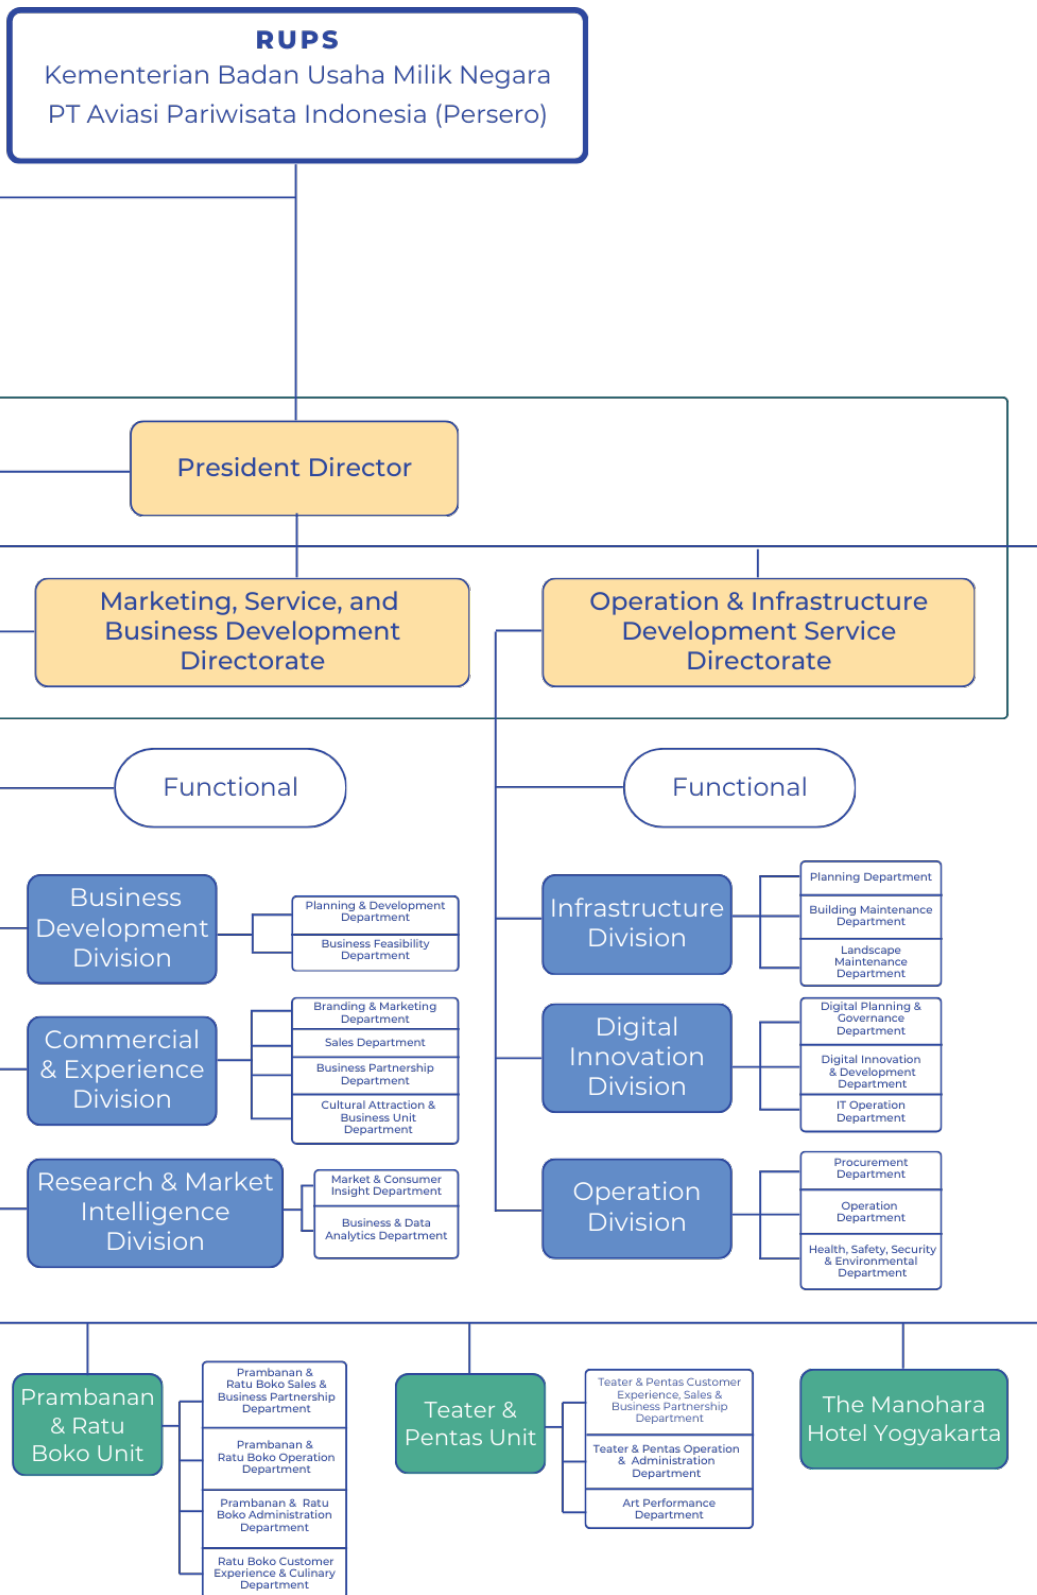 RUPS
Kementerian Badan Usaha Milik Negara
PT Aviasi Pariwisata Indonesia (Persero)
President Director
Marketing, Service, and
Business Development
Directorate
Operation & Infrastructure
Development Service
Directorate
Functional
Functional
Business
Development
Division
Planning & Development
Department
Business Feasibility
Department
Commercial
& Experience
Division
Branding & Marketing
Department
Sales Department
Business Partnership
Department
Cultural Attraction &
Business Unit
Department
Research & Market
Intelligence
Division
Market & Consumer
Insight Department
Business & Data
Analytics Department
Infrastructure
Division
Planning Department
Building Maintenance
Department
Landscape
Maintenance
Department
Digital
Innovation
Division
Digital Planning &
Governance
Department
Digital Innovation
& Development
Department
IT Operation
Department
Operation
Division
Procurement
Department
Operation
Department
Health, Safety, Security
& Environmental
Department
Prambanan
& Ratu
Boko Unit
Prambanan &
Ratu Boko Sales &
Business Partnership
Department
Prambanan &
Ratu Boko Operation
Department
Prambanan & Ratu
Boko Administration
Department
Ratu Boko Customer
Experience & Culinary
Department
Teater &
Pentas Unit
Teater & Pentas Customer
Experience, Sales &
Business Partnership
Department
Teater & Pentas Operation
& Administration
Department
Art Performance
Department
The Manohara
Hotel Yogyakarta